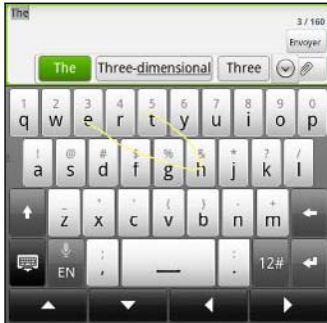 The
3 / 160
Envoyer
The Three-dimensional Three
1 2 3 4 5 6 7 8 9 0
q w e r t y u i o p
! @ # $ % & * ? /
a s d f g h j k l
z x c v b n m
- +
EN , . 12#
; :